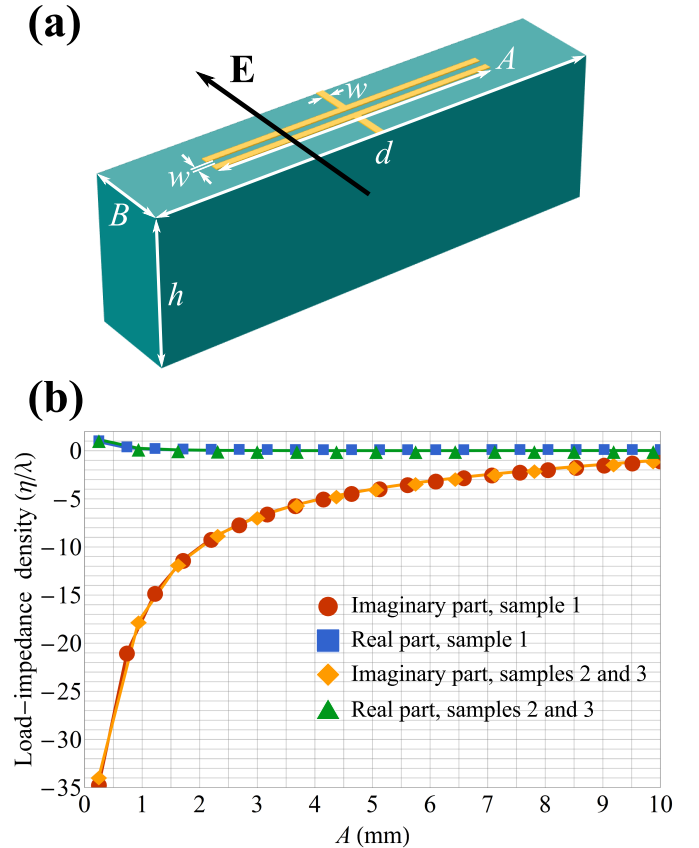 (a)
E
A
w
d
w
B
h
(b)
Load−impedance density (η/λ)
0
−5
−10
−15
−20
−25
−30
−35
Imaginary part, sample 1
Real part, sample 1
Imaginary part, samples 2 and 3
Real part, samples 2 and 3
0 1 2 3 4 5 6 7 8 9 10
A (mm)